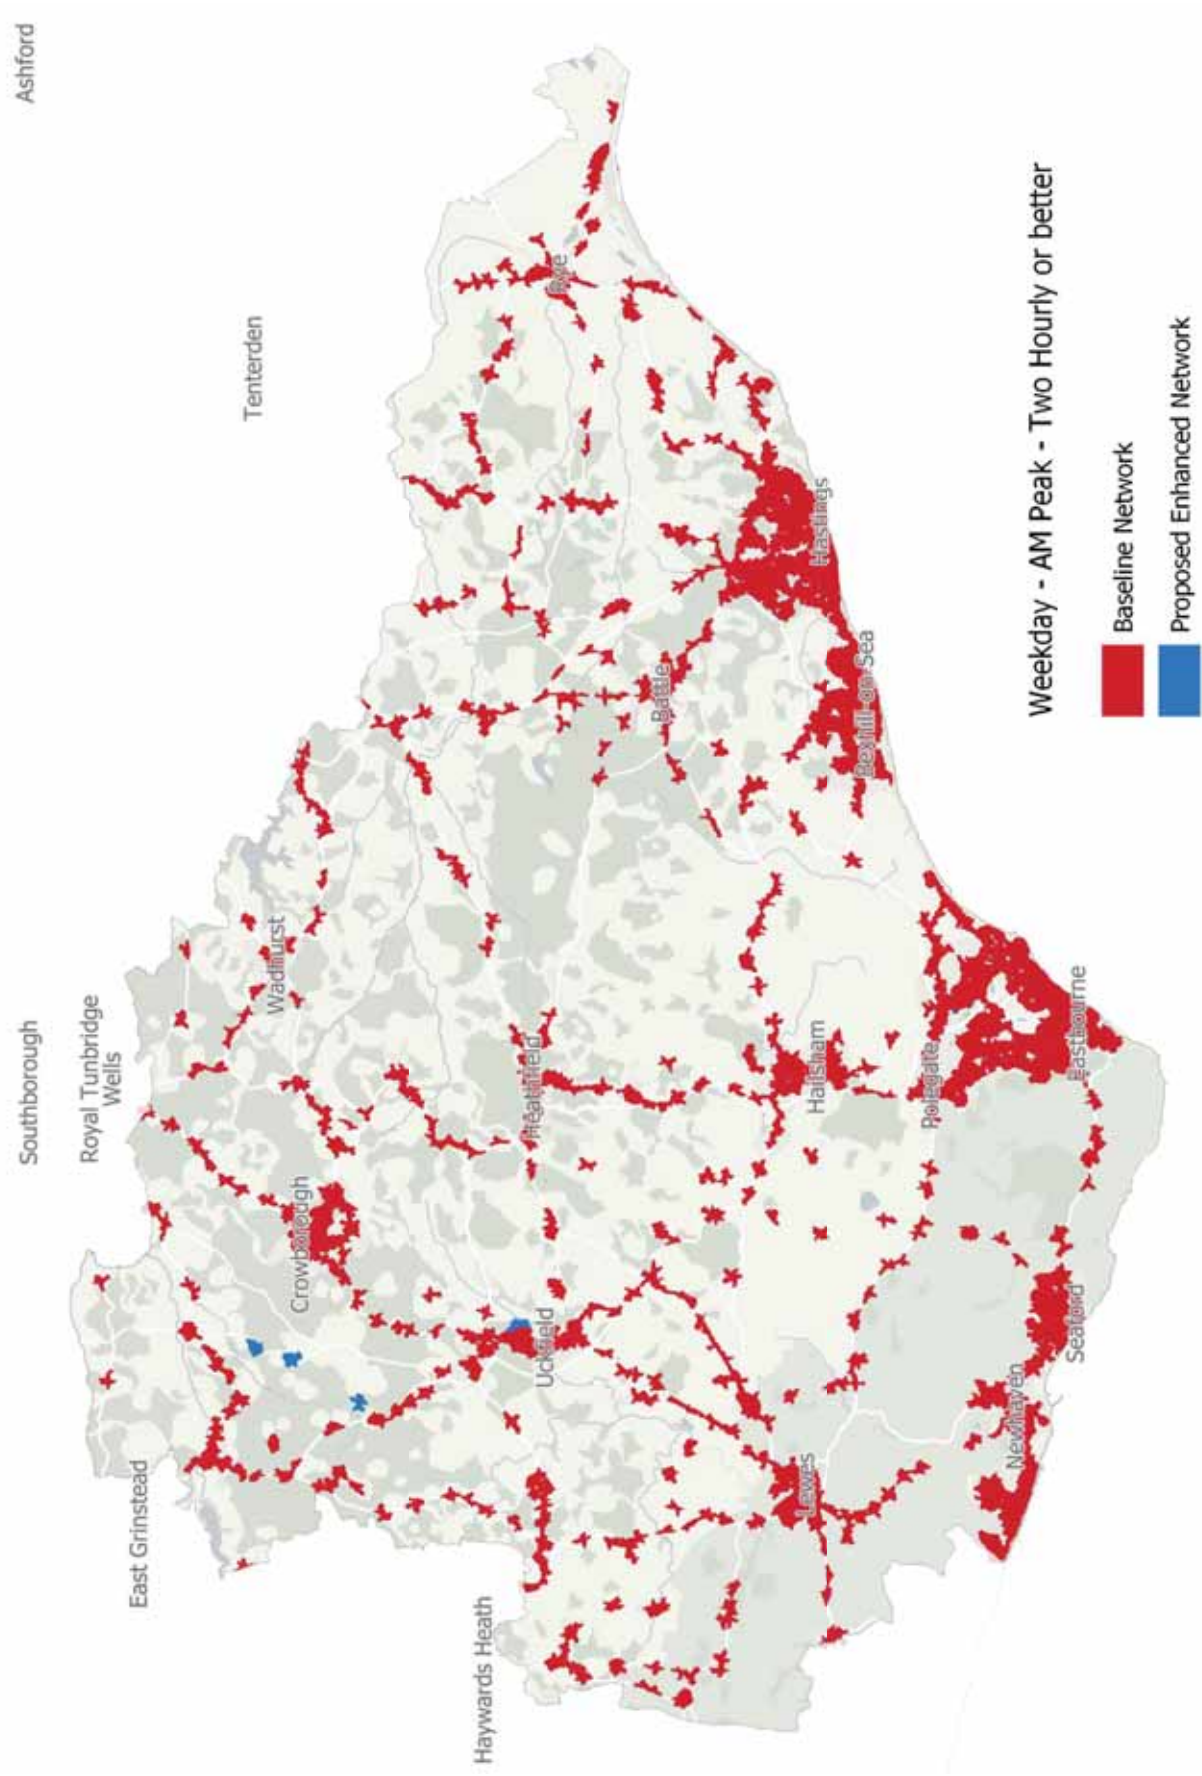 Southborough
Ashford
Royal Tunbridge
Wells
East Grinstead
Tenterden
Wadhurst
Crowborough
Haywards Heath
Heathfield
Uckfield
Rye
Battle
Hailsham
Lewes
Hastings
Bexhill-on-Sea
Polegate
Newhaven
Seaford
Eastbourne
Weekday - AM Peak - Two Hourly or better
Baseline Network
Proposed Enhanced Network